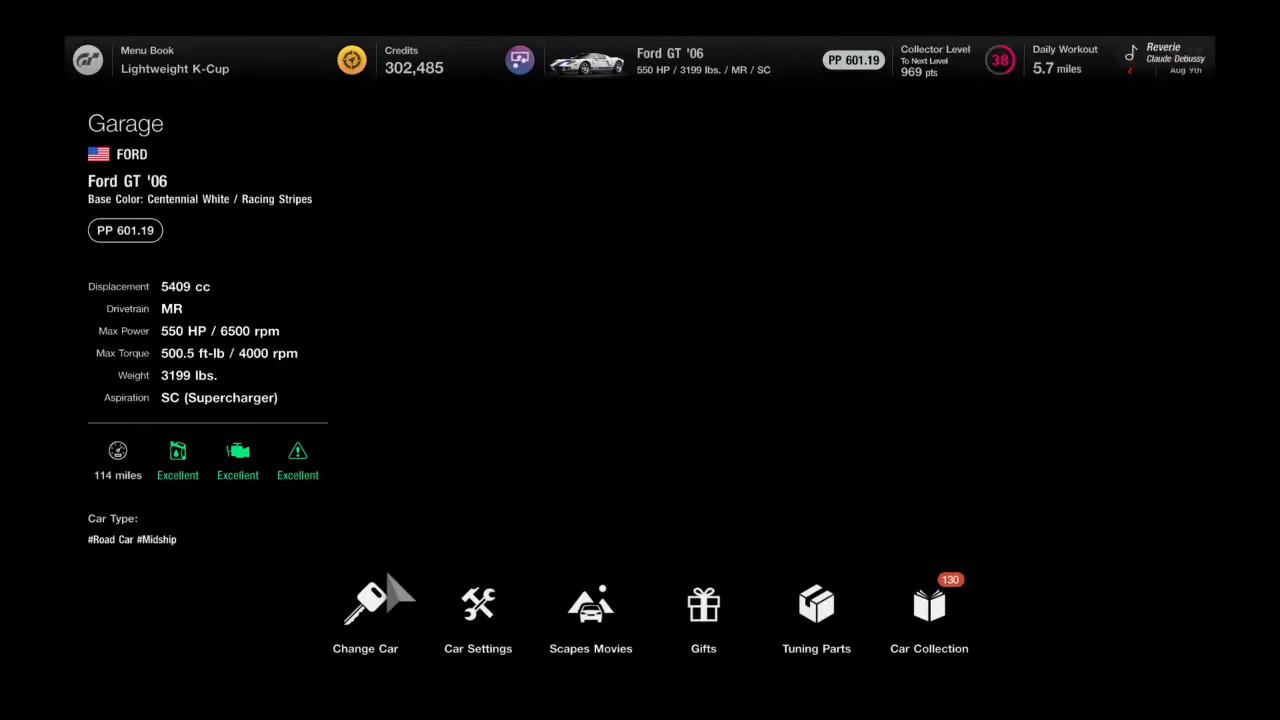 Menu Book
Lightweight K-Cup
Credits
302,485
Ford GT '06
550 HP / 3199 lbs. / MR / SC
PP 601.19
Collector Level
To Next Level
969 pts
38
Daily Workout
5.7 miles
Reverie
Claude Debussy
Aug 9th
Garage
FORD
Ford GT '06
Base Color: Centennial White / Racing Stripes
PP 601.19
Displacement 5409 cc
Drivetrain MR
Max Power 550 HP / 6500 rpm
Max Torque 500.5 ft-lb / 4000 rpm
Weight 3199 lbs.
Aspiration SC (Supercharger)
114 miles Excellent Excellent Excellent
Car Type:
#Road Car #Midship
130
Change Car Car Settings Scapes Movies Gifts Tuning Parts Car Collection